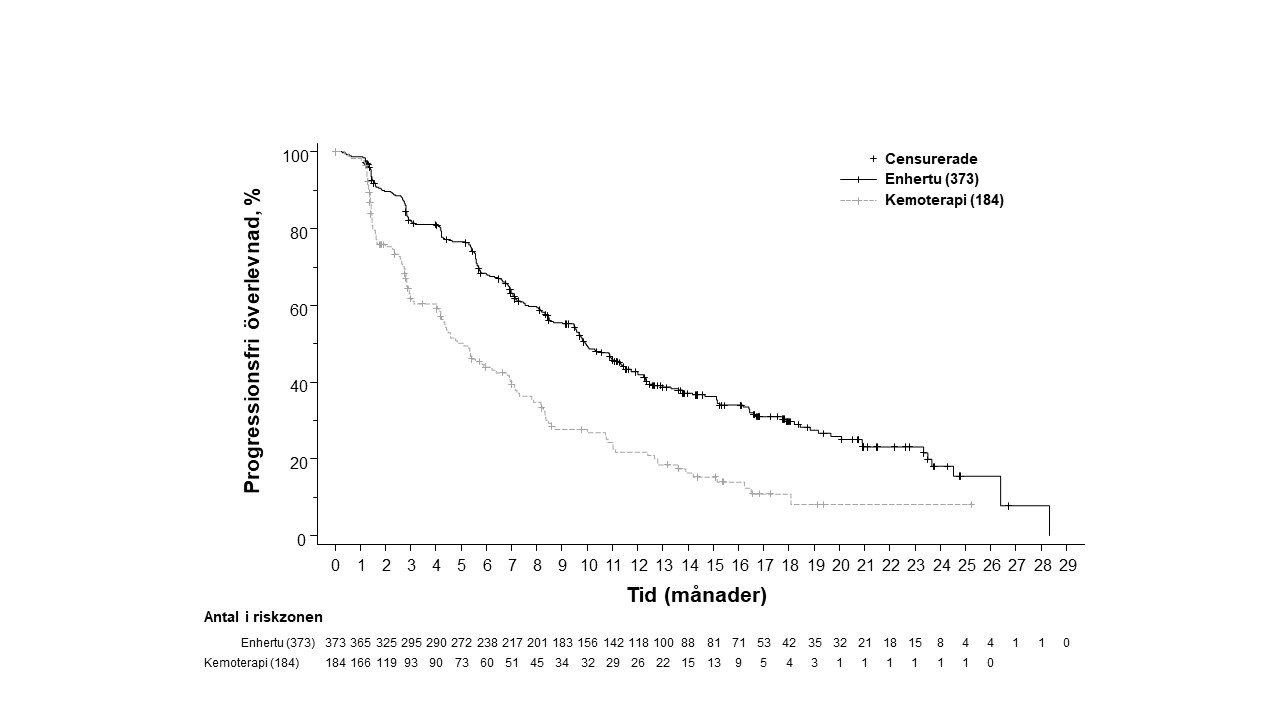 Censurerade
Enhertu (373)
Kemoterapi (184)
Progressionsfri överlevnad, %
100
80
60
40
20
0
0 1 2 3 4 5 6 7 8 9 10 11 12 13 14 15 16 17 18 19 20 21 22 23 24 25 26 27 28 29
Tid (månader)
Antal i riskzonen
Enhertu (373) 373 365 325 295 290 272 238 217 201 183 156 142 118 100 88 81 71 53 42 35 32 21 18 15 8 4 4 1 1 0
Kemoterapi (184) 184 166 119 93 90 73 60 51 45 34 32 29 26 22 15 13 9 5 4 3 1 1 1 1 1 1 0